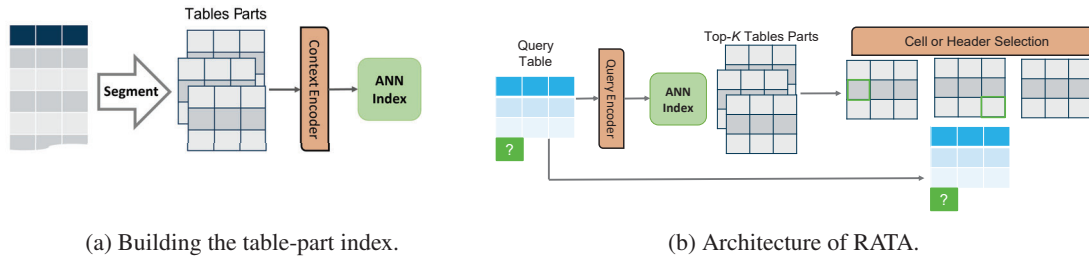 Tables Parts
Segment
Context Encoder
ANN
Index
(a) Building the table-part index.
Query
Table
?
Query Encoder
ANN
Index
Top-K Tables Parts
Cell or Header Selection
?
(b) Architecture of RATA.